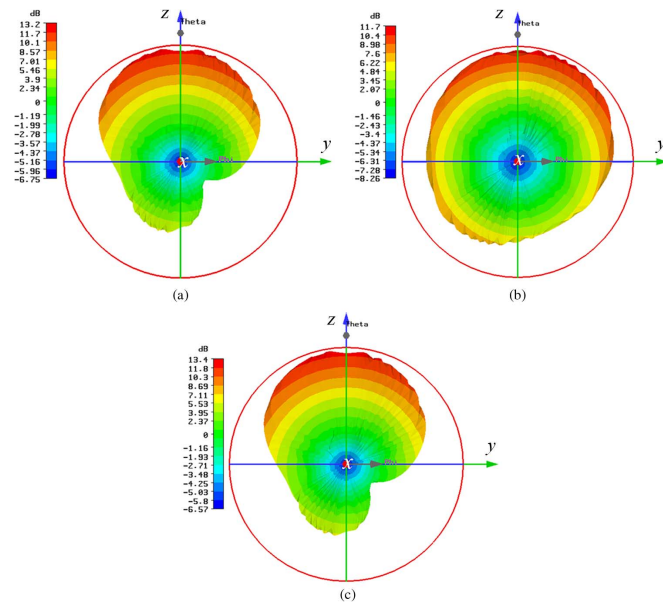 dB
13.2
11.7
10.1
8.57
7.01
5.46
3.9
2.34
0
-1.19
-1.99
-2.78
-3.57
-4.37
-5.16
-5.96
-6.75
z
Theta
y
x
Phi
(a)
dB
11.7
10.4
8.98
7.6
6.22
4.84
3.45
2.07
0
-1.46
-2.43
-3.4
-4.37
-5.34
-6.31
-7.28
-8.26
z
Theta
y
x
Phi
(b)
dB
13.4
11.8
10.3
8.69
7.11
5.53
3.95
2.37
0
-1.16
-1.93
-2.71
-3.48
-4.25
-5.03
-5.8
-6.57
z
Theta
y
x
Phi
(c)